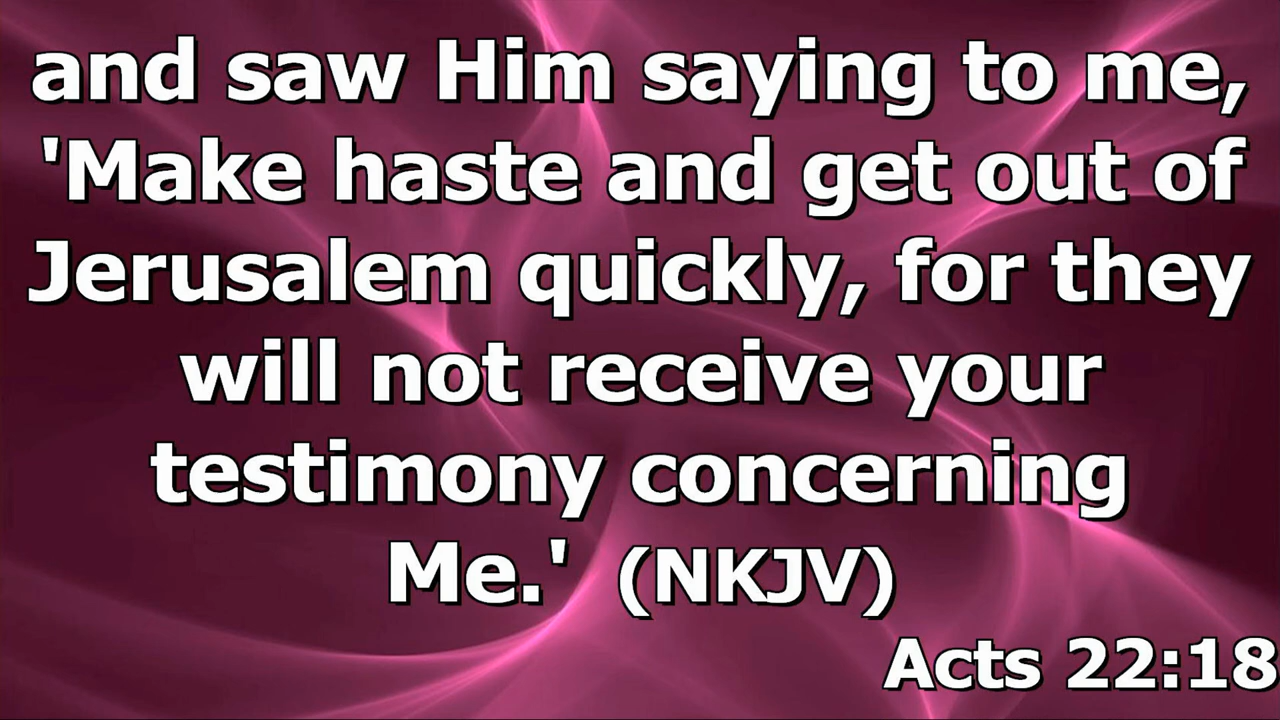 and saw Him saying to me,
'Make haste and get out of
Jerusalem quickly, for they
will not receive your
testimony concerning
Me.' (NKJV)
Acts 22:18